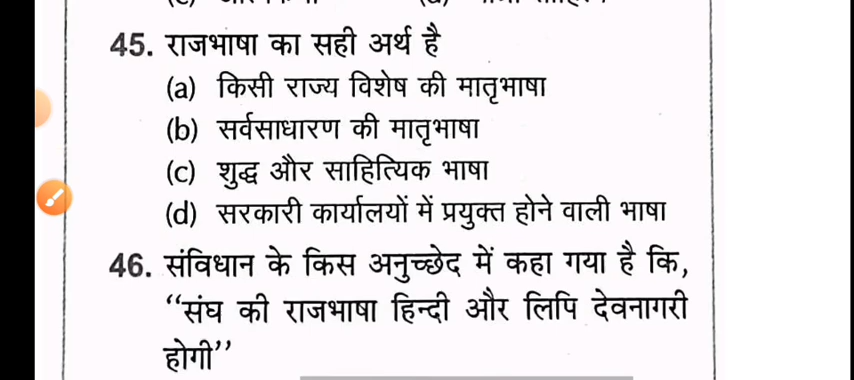 45. राजभाषा का सही अर्थ है
(a) किसी राज्य विशेष की मातृभाषा
(b) सर्वसाधारण की मातृभाषा
(c) शुद्ध और साहित्यिक भाषा
(d) सरकारी कार्यालयों में प्रयुक्त होने वाली भाषा
46. संविधान के किस अनुच्छेद में कहा गया है कि,
‘‘संघ की राजभाषा हिन्दी और लिपि देवनागरी
होगी’’